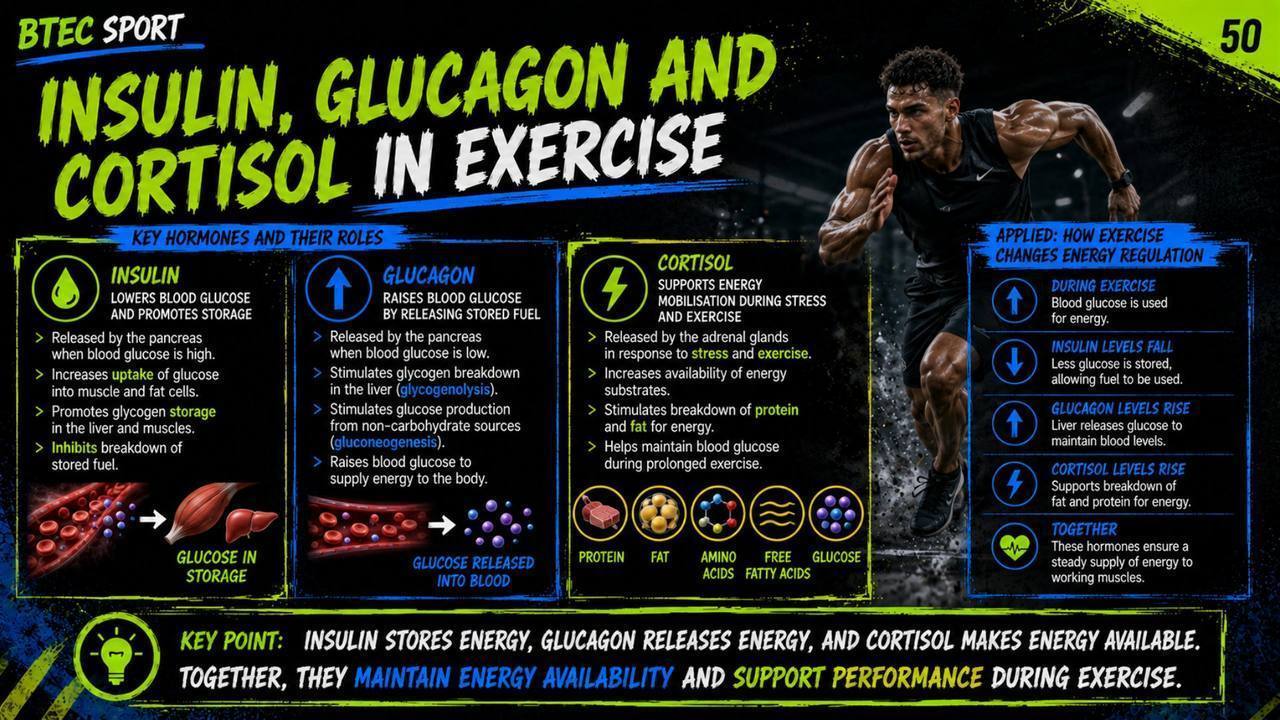 BTEC SPORT
50
INSULIN, GLUCAGON AND
CORTISOL IN EXERCISE
KEY HORMONES AND THEIR ROLES
INSULIN
LOWERS BLOOD GLUCOSE
AND PROMOTES STORAGE
> Released by the pancreas
when blood glucose is high.
> Increases uptake of glucose
into muscle and fat cells.
> Promotes glycogen storage
in the liver and muscles.
> Inhibits breakdown of
stored fuel.
GLUCOSE IN
STORAGE
GLUCAGON
RAISES BLOOD GLUCOSE
BY RELEASING STORED FUEL
> Released by the pancreas
when blood glucose is low.
> Stimulates glycogen breakdown
in the liver (glycogenolysis).
> Stimulates glucose production
from non-carbohydrate sources
(gluconeogenesis).
> Raises blood glucose to
supply energy to the body.
GLUCOSE RELEASED
INTO BLOOD
CORTISOL
SUPPORTS ENERGY
MOBILISATION DURING STRESS
AND EXERCISE
> Released by the adrenal glands
in response to stress and exercise.
> Increases availability of energy
substrates.
> Stimulates breakdown of protein
and fat for energy.
> Helps maintain blood glucose
during prolonged exercise.
PROTEIN
FAT
AMINO
ACIDS
FREE
FATTY ACIDS
GLUCOSE
APPLIED: HOW EXERCISE
CHANGES ENERGY REGULATION
DURING EXERCISE
Blood glucose is used
for energy.
INSULIN LEVELS FALL
Less glucose is stored,
allowing fuel to be used.
GLUCAGON LEVELS RISE
Liver releases glucose to
maintain blood levels.
CORTISOL LEVELS RISE
Supports breakdown of
fat and protein for energy.
TOGETHER
These hormones ensure a
steady supply of energy to
working muscles.
KEY POINT: INSULIN STORES ENERGY, GLUCAGON RELEASES ENERGY, AND CORTISOL MAKES ENERGY AVAILABLE.
TOGETHER, THEY MAINTAIN ENERGY AVAILABILITY AND SUPPORT PERFORMANCE DURING EXERCISE.